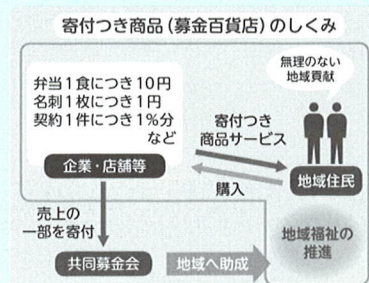 寄付つき商品(募金百貨店)のしくみ
弁当1食につき10円
名刺1枚につき1円
契約1件につき1%分
など
企業・店舗等
無理のない
地域貢献
寄付つき
商品サービス
地域住民
購入
売上の
一部を寄付
共同募金会
地域へ助成
地域福祉の
推進